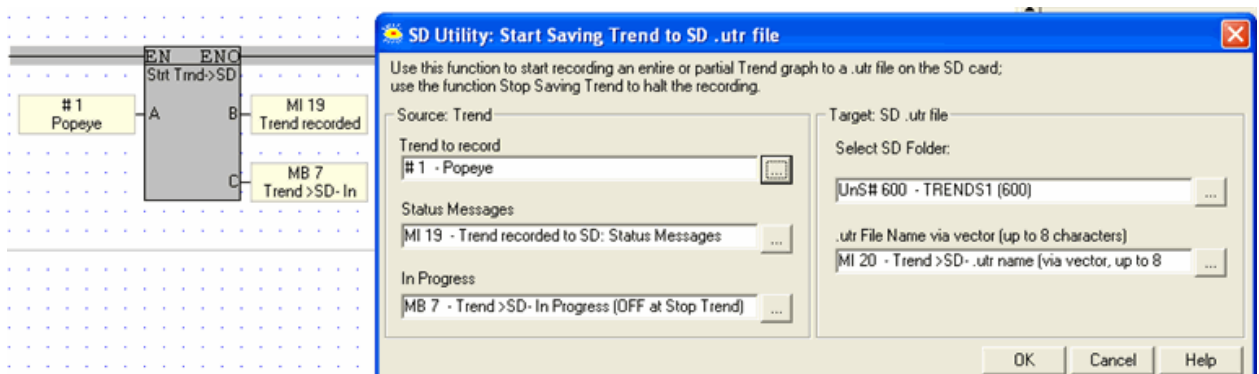 EN ENO
Strt Trnd->SD
# 1
Popeye
A
B
MI 19
Trend recorded
C
MB 7
Trend >SD- In
SD Utility: Start Saving Trend to SD .utr file
Use this function to start recording an entire or partial Trend graph to a .utr file on the SD card;
use the function Stop Saving Trend to halt the recording.
Source: Trend
Trend to record
# 1 - Popeye
...
Status Messages
MI 19 - Trend recorded to SD: Status Messages
...
In Progress
MB 7 - Trend >SD- In Progress (OFF at Stop Trend)
...
Target: SD .utr file
Select SD Folder:
UnS# 600 - TRENDS1 (600)
...
.utr File Name via vector (up to 8 characters)
MI 20 - Trend >SD- .utr name (via vector, up to 8
...
OK
Cancel
Help